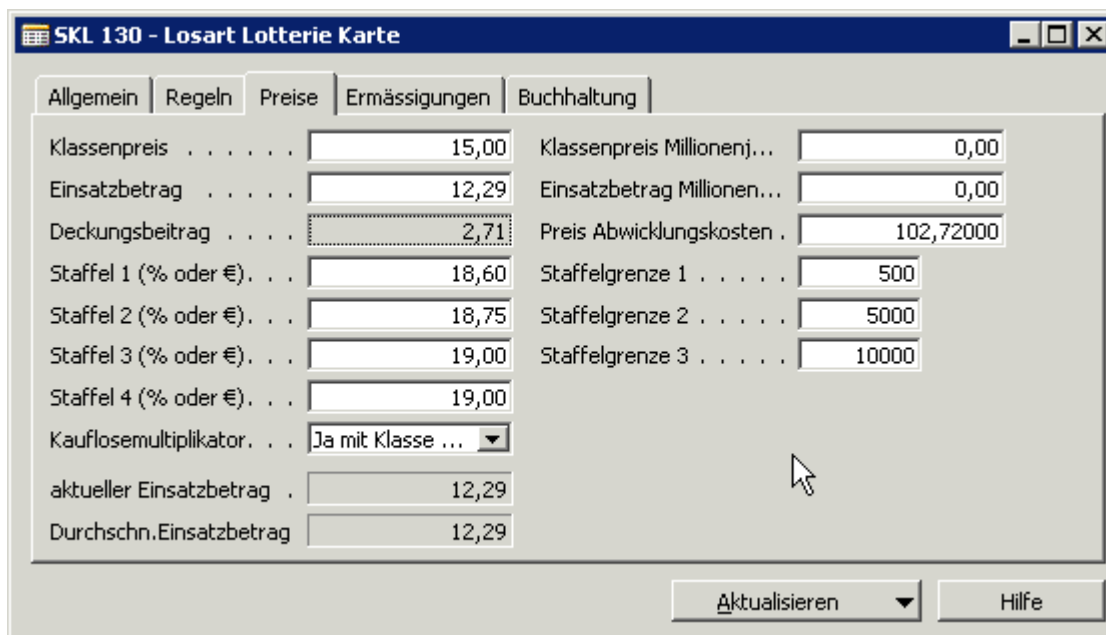 SKL 130 - Losart Lotterie Karte
Allgemein Regeln Preise Ermässigungen Buchhaltung
Klassenpreis . . . . . . 15,00 Klassenpreis Millionenj... 0,00
Einsatzbetrag . . . . . 12,29 Einsatzbetrag Millionen... 0,00
Deckungsbeitrag . . . . 2,71 Preis Abwicklungskosten . 102,72000
Staffel 1 (% oder €). . . 18,60 Staffelgrenze 1 . . . . . 500
Staffel 2 (% oder €). . . 18,75 Staffelgrenze 2 . . . . . 5000
Staffel 3 (% oder €). . . 19,00 Staffelgrenze 3 . . . . . 10000
Staffel 4 (% oder €). . . 19,00
Kauflosemultiplikator. . . Ja mit Klasse ...
aktueller Einsatzbetrag . 12,29
Durchschn.Einsatzbetrag 12,29
Aktualisieren Hilfe